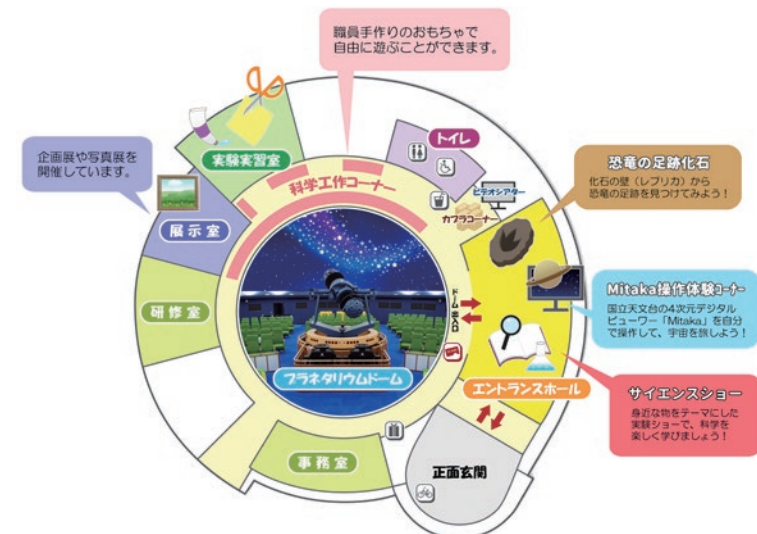 職員手作りのおもちゃで
自由に遊ぶことができます。
企画展や写真展を
開催しています。
実験実習室
科学工作コーナー
トイレ
ビデオシアター
カプラコーナー
恐竜の足跡化石
化石の壁（レプリカ）から
恐竜の足跡を見つけてみよう！
展示室
研修室
ドーム出入口
Mitaka操作体験コーナー
国立天文台の4次元デジタル
ビューワー「Mitaka」を自分
で操作して、宇宙を旅しよう！
プラネタリウムドーム
エントランスホール
サイエンスショー
身近な物をテーマにした
実験ショーで、科学を
楽しく学びましょう！
事務室
正面玄関